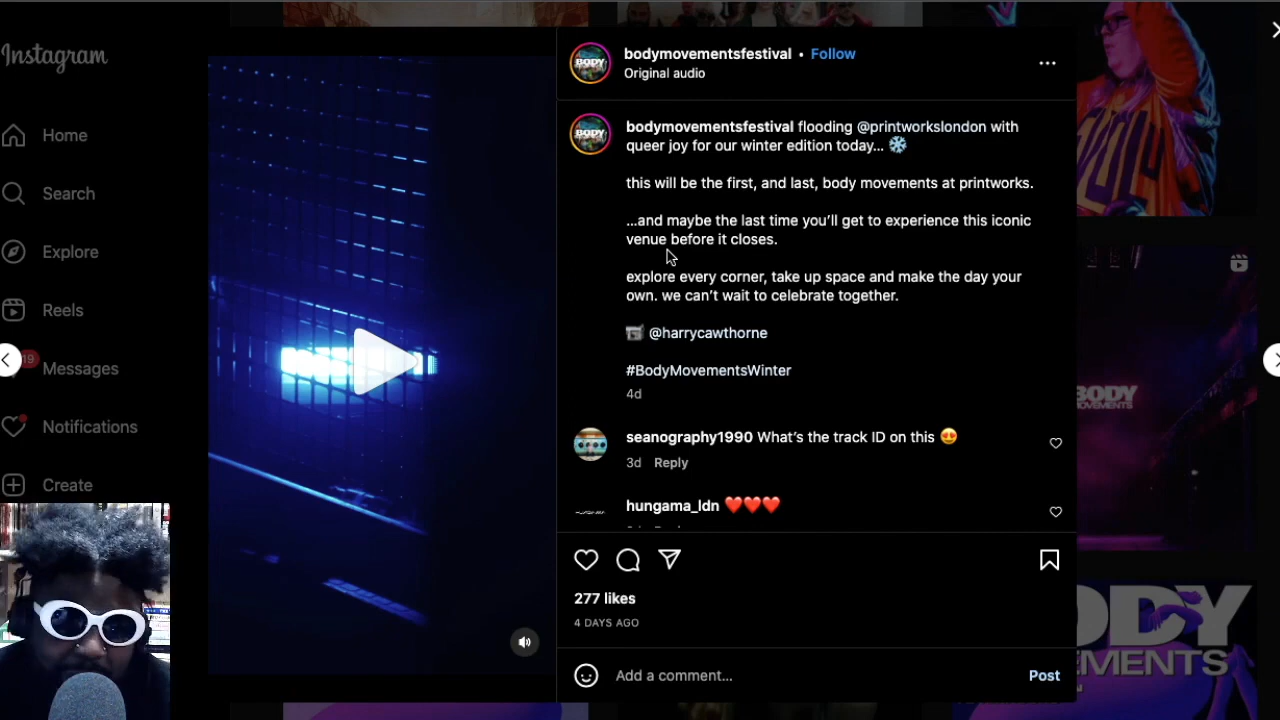 Instagram
Home
Search
Explore
Reels
19
Messages
Notifications
Create
BODY
bodymovementsfestival • Follow
Original audio
BODY
bodymovementsfestival flooding @printworkslondon with
queer joy for our winter edition today... ❄️
this will be the first, and last, body movements at printworks.
...and maybe the last time you’ll get to experience this iconic
venue before it closes.
explore every corner, take up space and make the day your
own. we can’t wait to celebrate together.
📹 @harrycawthorne
#BodyMovementsWinter
4d
seanography1990 What’s the track ID on this 😍
3d Reply
hungama_ldn ❤️❤️❤️
277 likes
4 DAYS AGO
Add a comment...
Post
BODY